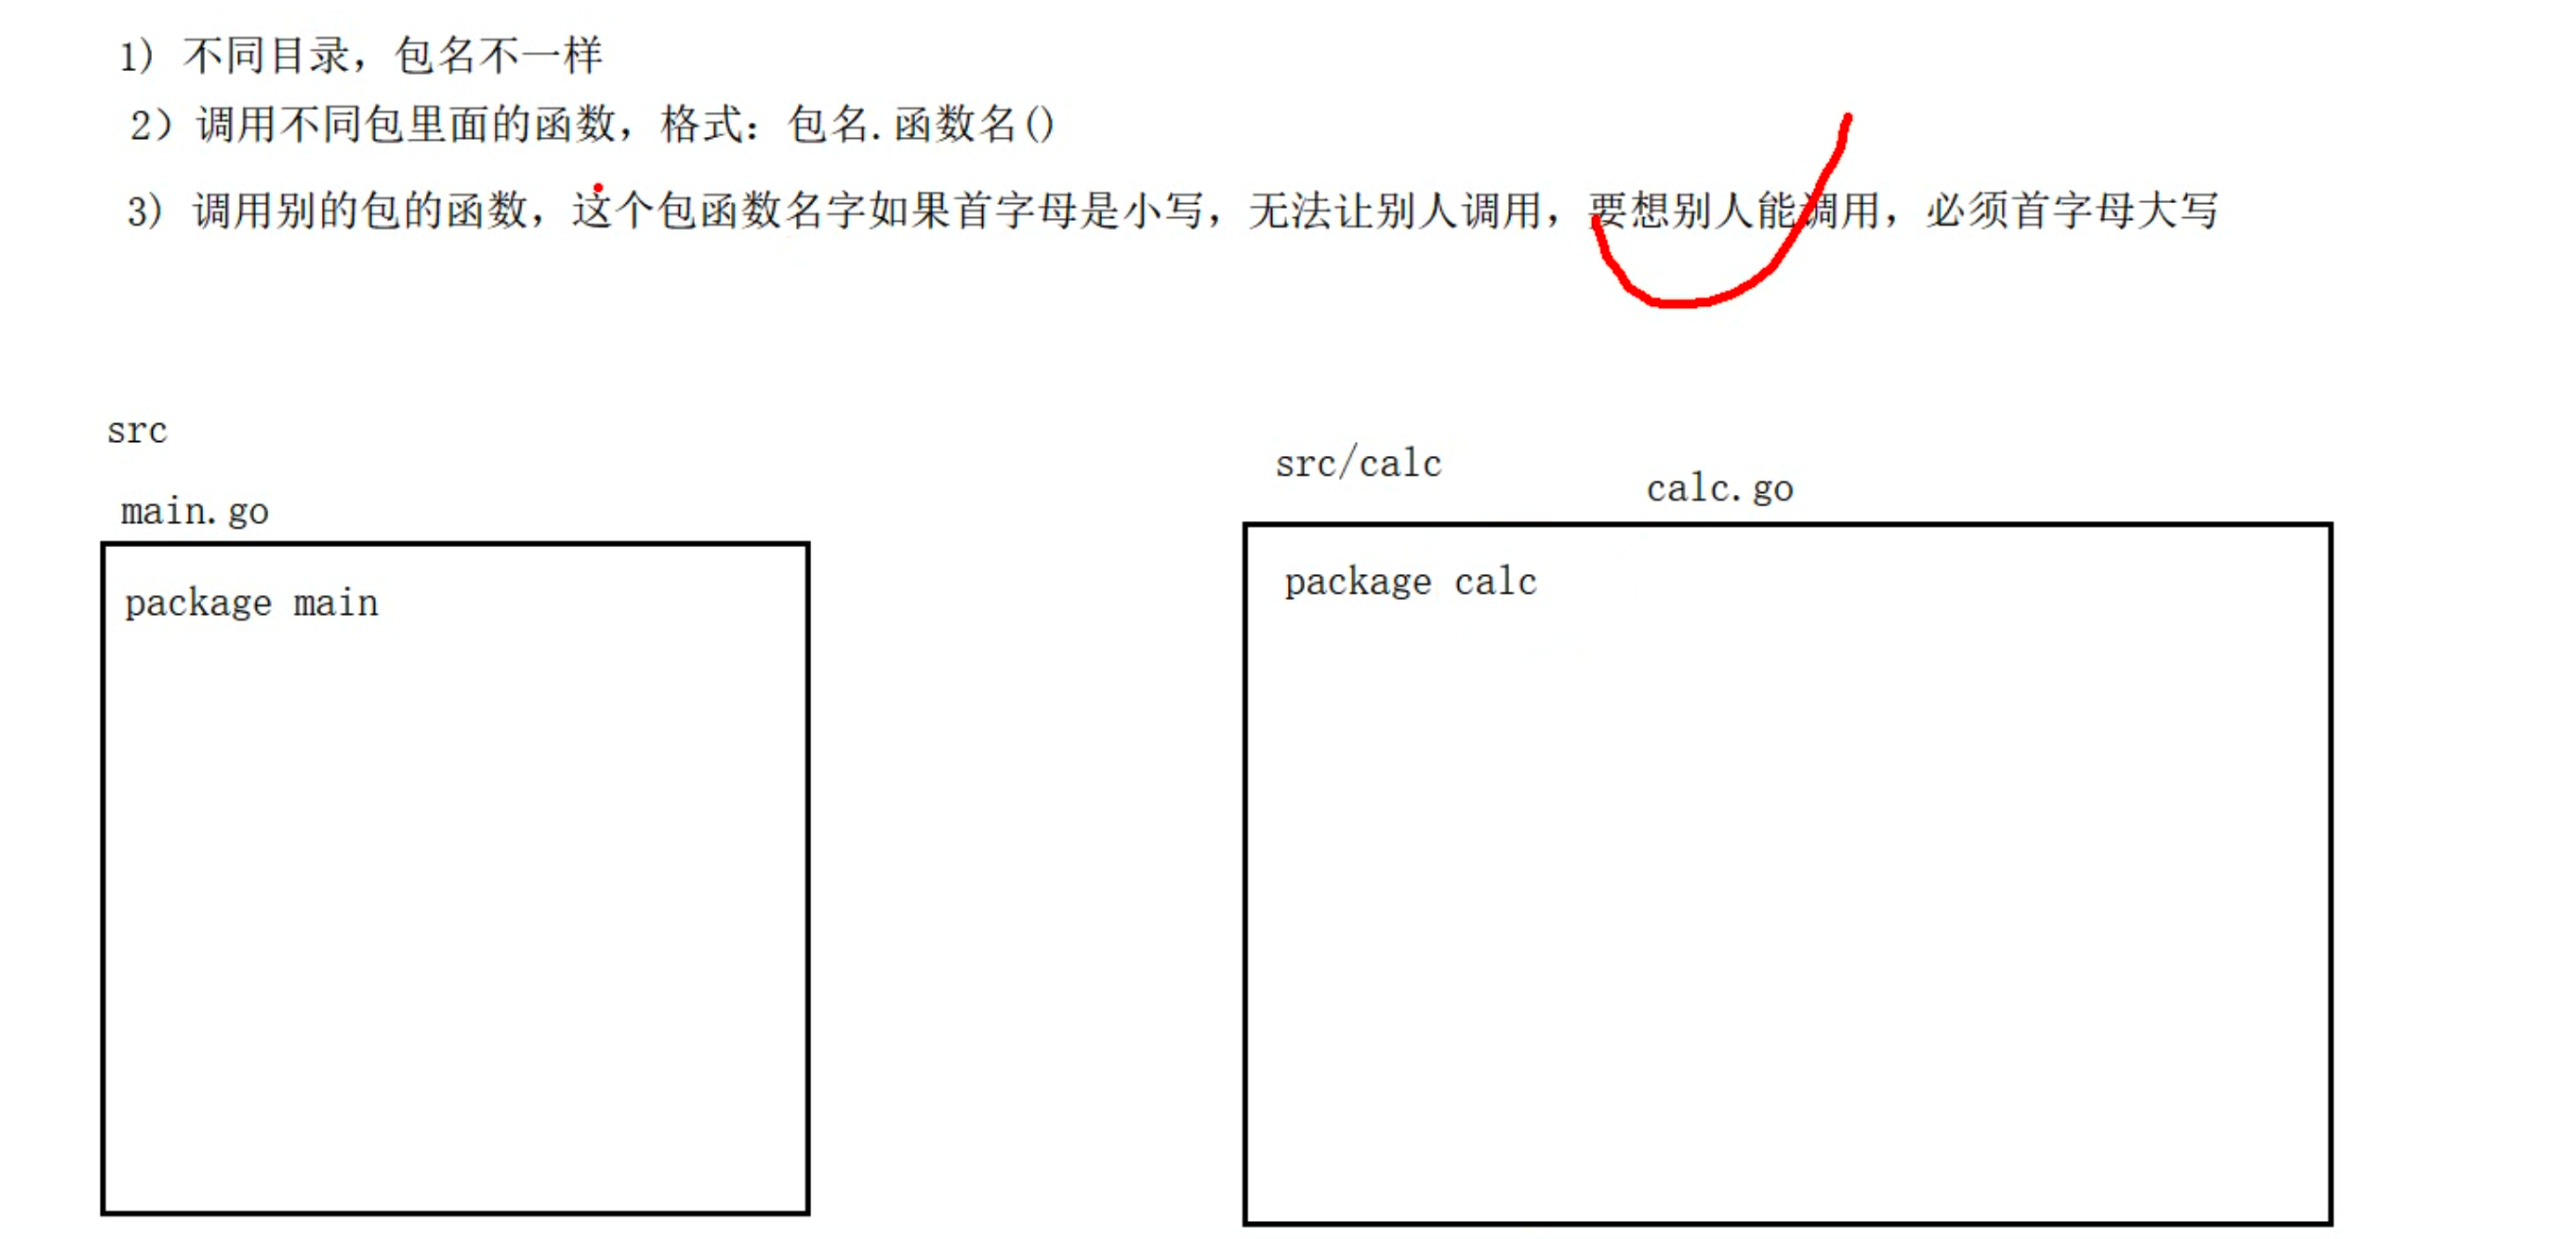 1) 不同目录，包名不一样
2）调用不同包里面的函数，格式：包名.函数名()
3) 调用别的包的函数，这个包函数名字如果首字母是小写，无法让别人调用，要想别人能调用，必须首字母大写
src
main.go
package main
src/calc
calc.go
package calc